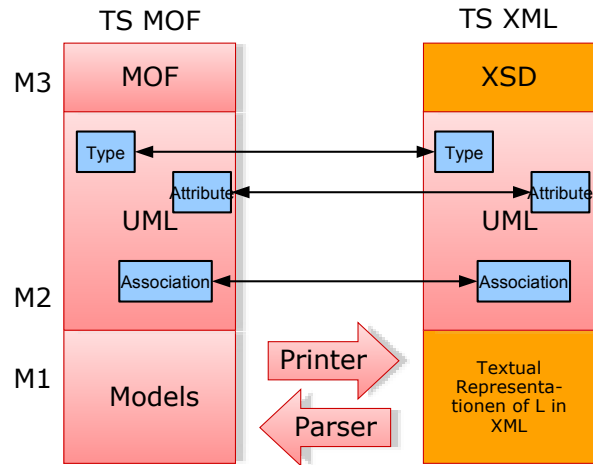 TS MOF
TS XML
M3
MOF
XSD
Type
Type
Attribute
Attribute
UML
UML
Association
Association
M2
M1
Printer
Models
Parser
Textual
Representa-
tionen of L in
XML